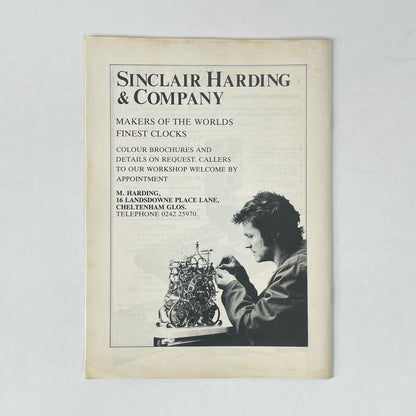 SINCLAIR HARDING
& COMPANY
MAKERS OF THE WORLDS
FINEST CLOCKS
COLOUR BROCHURES AND
DETAILS ON REQUEST. CALLERS
TO OUR WORKSHOP WELCOME BY
APPOINTMENT
M. HARDING,
16 LANDSDOWNE PLACE LANE,
CHELTENHAM GLOS.
TELEPHONE 0242 25970.